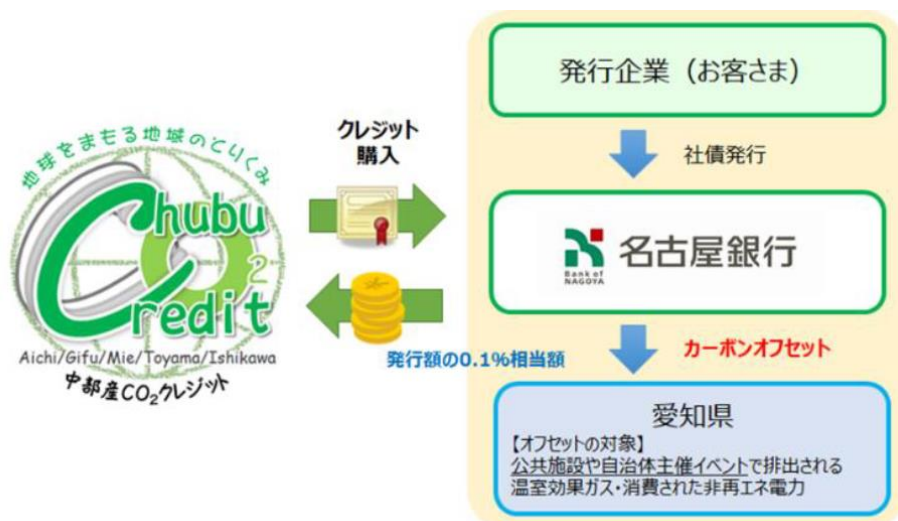 地球をまもる地域のとりくみ
Chubu
CO2
Credit
Aichi/Gifu/Mie/Toyama/Ishikawa
中部産CO₂クレジット
クレジット
購入
発行額の0.1%相当額
発行企業（お客さま）
社債発行
Bank of
NAGOYA
名古屋銀行
カーボンオフセット
愛知県
【オフセットの対象】
公共施設や自治体主催イベントで排出される
温室効果ガス・消費された非再エネ電力